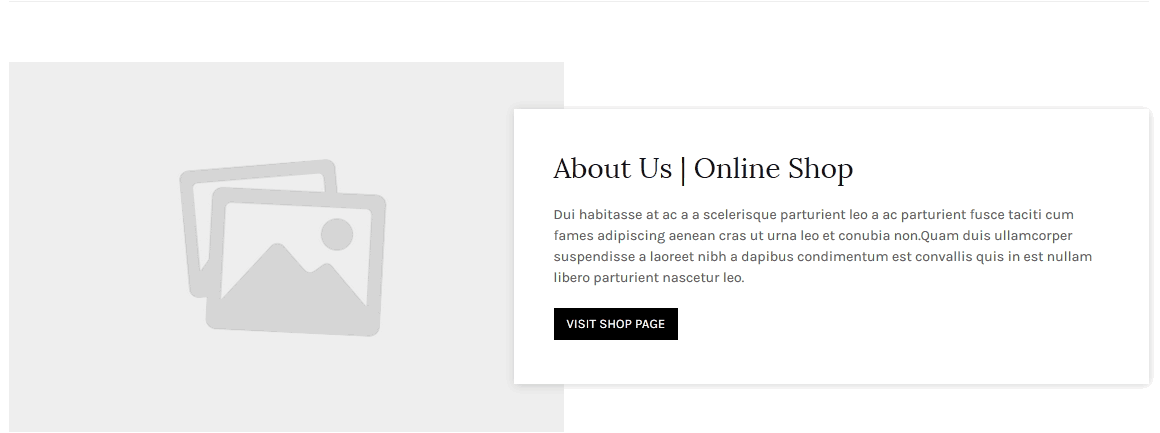 About Us | Online Shop
Dui habitasse at ac a a scelerisque parturient leo a ac parturient fusce taciti cum
fames adipiscing aenean cras ut urna leo et conubia non.Quam duis ullamcorper
suspendisse a laoreet nibh a dapibus condimentum est convallis quis in est nullam
libero parturient nascetur leo.
VISIT SHOP PAGE